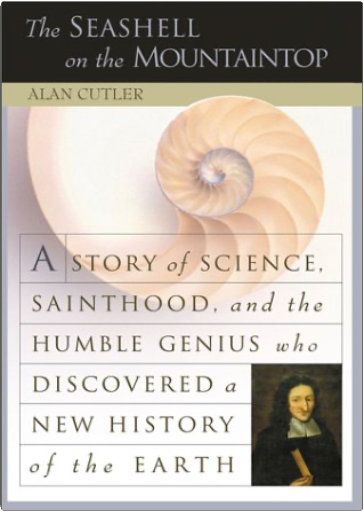 The SEASHELL
on the MOUNTAINTOP
ALAN CUTLER
A STORY of SCIENCE,
SAINTHOOD, and the
HUMBLE GENIUS who
DISCOVERED a
NEW HISTORY
of the EARTH